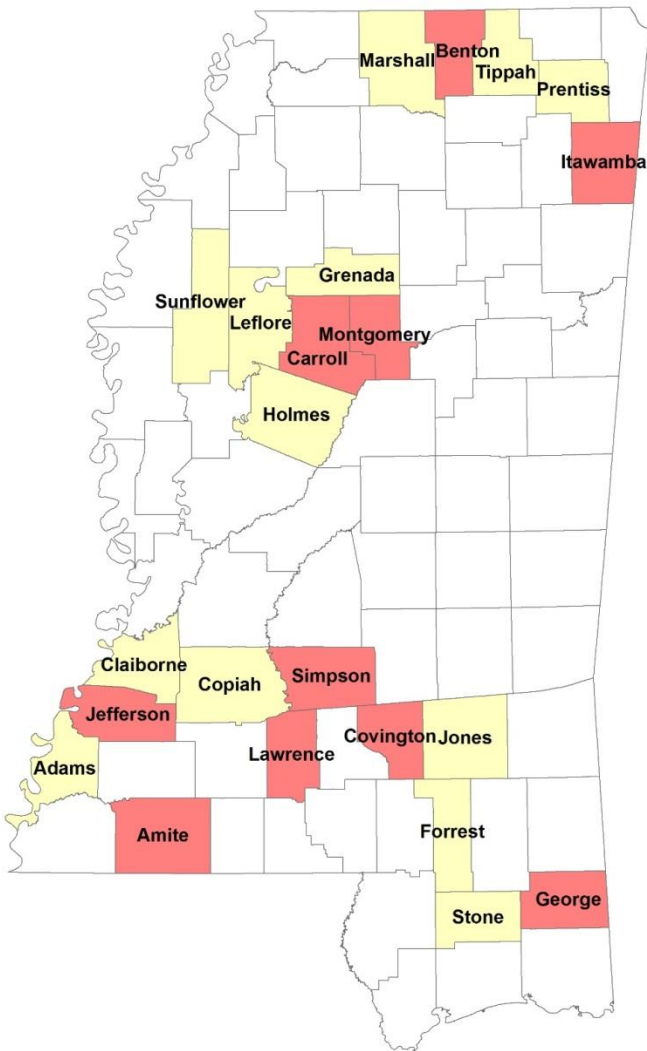 Benton
Marshall
Tippah
Prentiss
Itawamba
Grenada
Sunflower
Leflore
Montgomery
Carroll
Holmes
Claiborne
Copiah
Simpson
Jefferson
Lawrence
Covington
Jones
Adams
Amite
Forrest
George
Stone